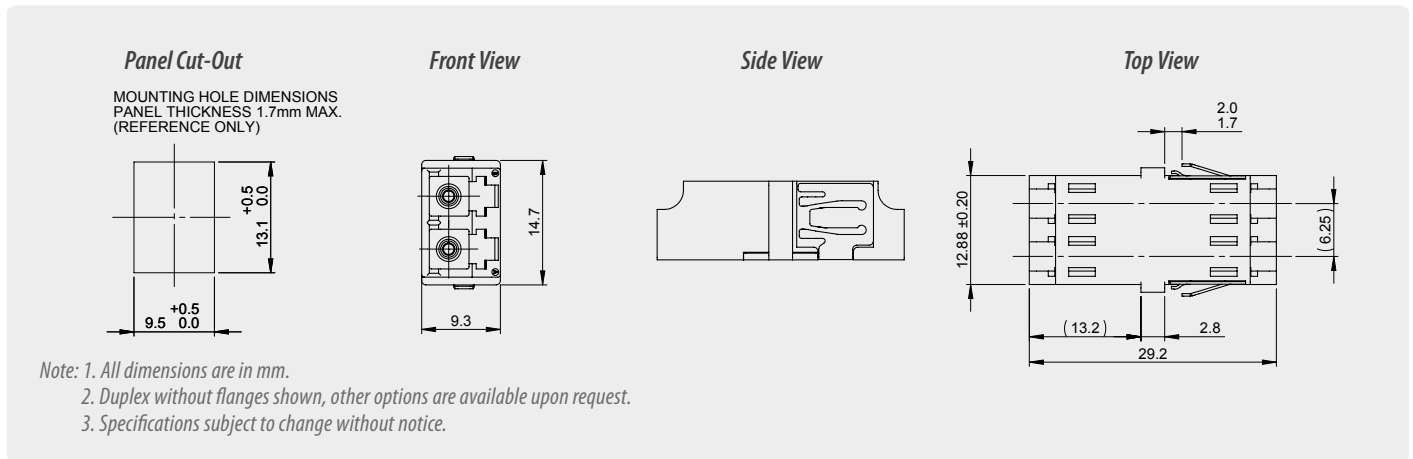 Panel Cut-Out
MOUNTING HOLE DIMENSIONS
PANEL THICKNESS 1.7mm MAX.
(REFERENCE ONLY)
13.1 +0.5 0.0
9.5 +0.5 0.0
Front View
14.7
9.3
Side View
Top View
2.0
1.7
12.88 ±0.20
(6.25)
(13.2)
2.8
29.2
Note: 1. All dimensions are in mm.
2. Duplex without flanges shown, other options are available upon request.
3. Specifications subject to change without notice.